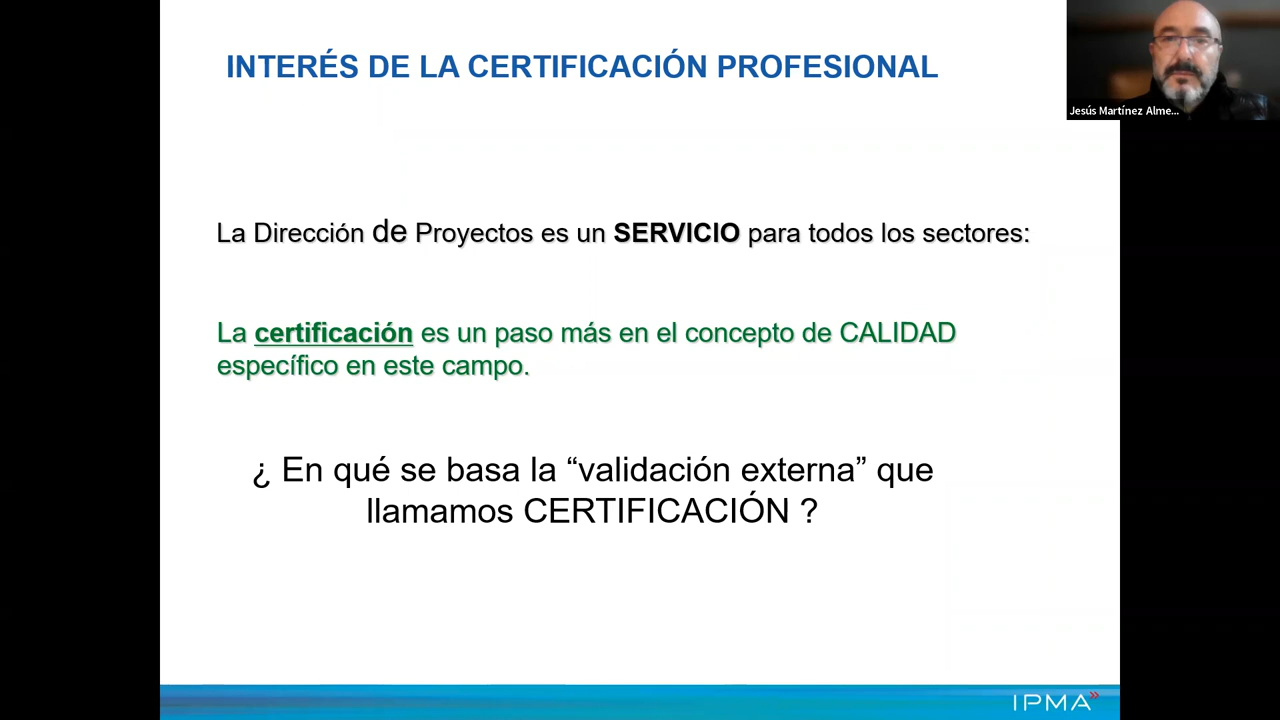 INTERÉS DE LA CERTIFICACIÓN PROFESIONAL
Jesús Martínez Alme...
La Dirección de Proyectos es un SERVICIO para todos los sectores:
La certificación es un paso más en el concepto de CALIDAD
específico en este campo.
¿ En qué se basa la “validación externa” que
llamamos CERTIFICACIÓN ?
IPMA